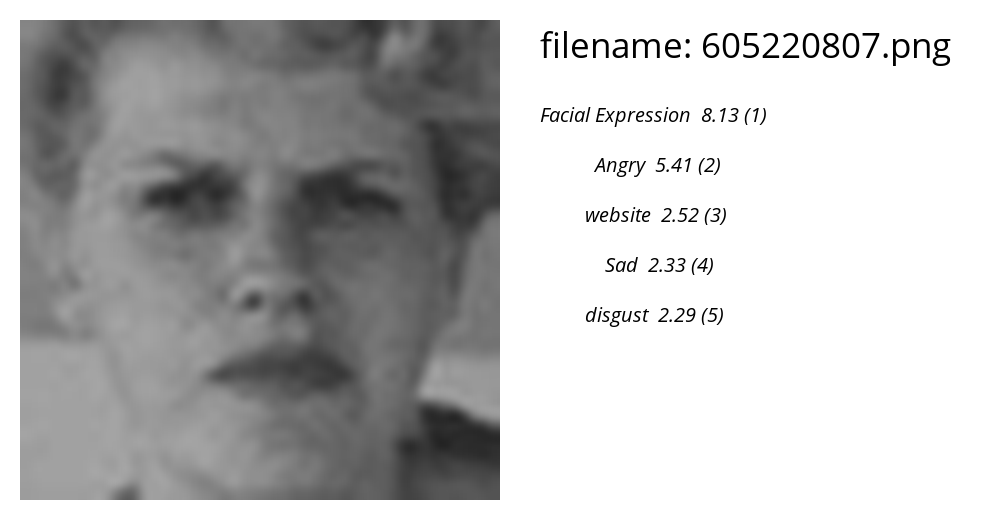 filename: 605220807.png
Facial Expression 8.13 (1)
Angry 5.41 (2)
website 2.52 (3)
Sad 2.33 (4)
disgust 2.29 (5)